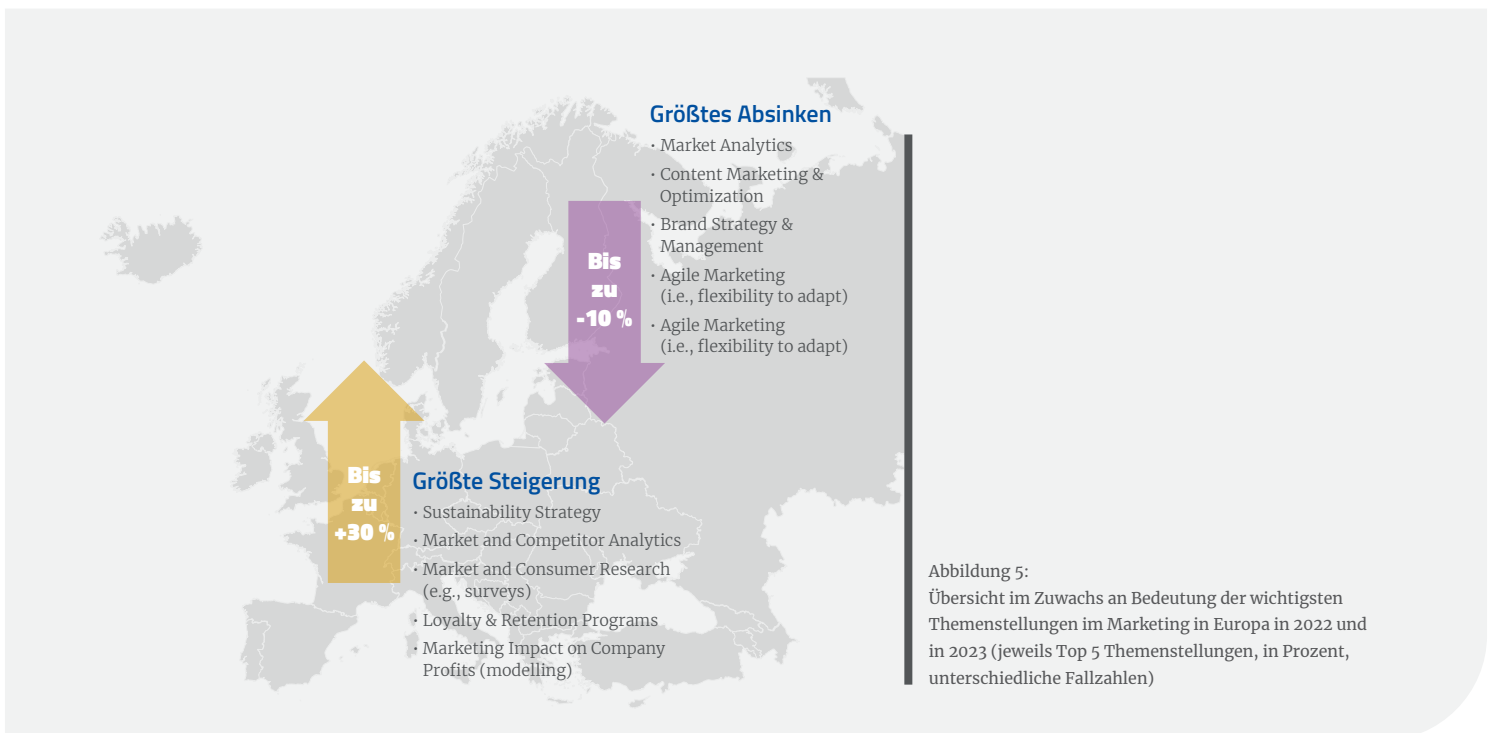 Größtes Absinken
· Market Analytics
· Content Marketing &
Optimization
· Brand Strategy &
Management
· Agile Marketing
(i.e., flexibility to adapt)
· Agile Marketing
(i.e., flexibility to adapt)
Bis
zu
-10 %
Bis
zu
+30 %
Größte Steigerung
· Sustainability Strategy
· Market and Competitor Analytics
· Market and Consumer Research
(e.g., surveys)
· Loyalty & Retention Programs
· Marketing Impact on Company
Profits (modelling)
Abbildung 5:
Übersicht im Zuwachs an Bedeutung der wichtigsten
Themenstellungen im Marketing in Europa in 2022 und
in 2023 (jeweils Top 5 Themenstellungen, in Prozent,
unterschiedliche Fallzahlen)